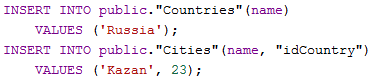 INSERT INTO public."Countries"(name)
    VALUES ('Russia');
INSERT INTO public."Cities"(name, "idCountry")
    VALUES ('Kazan', 23);